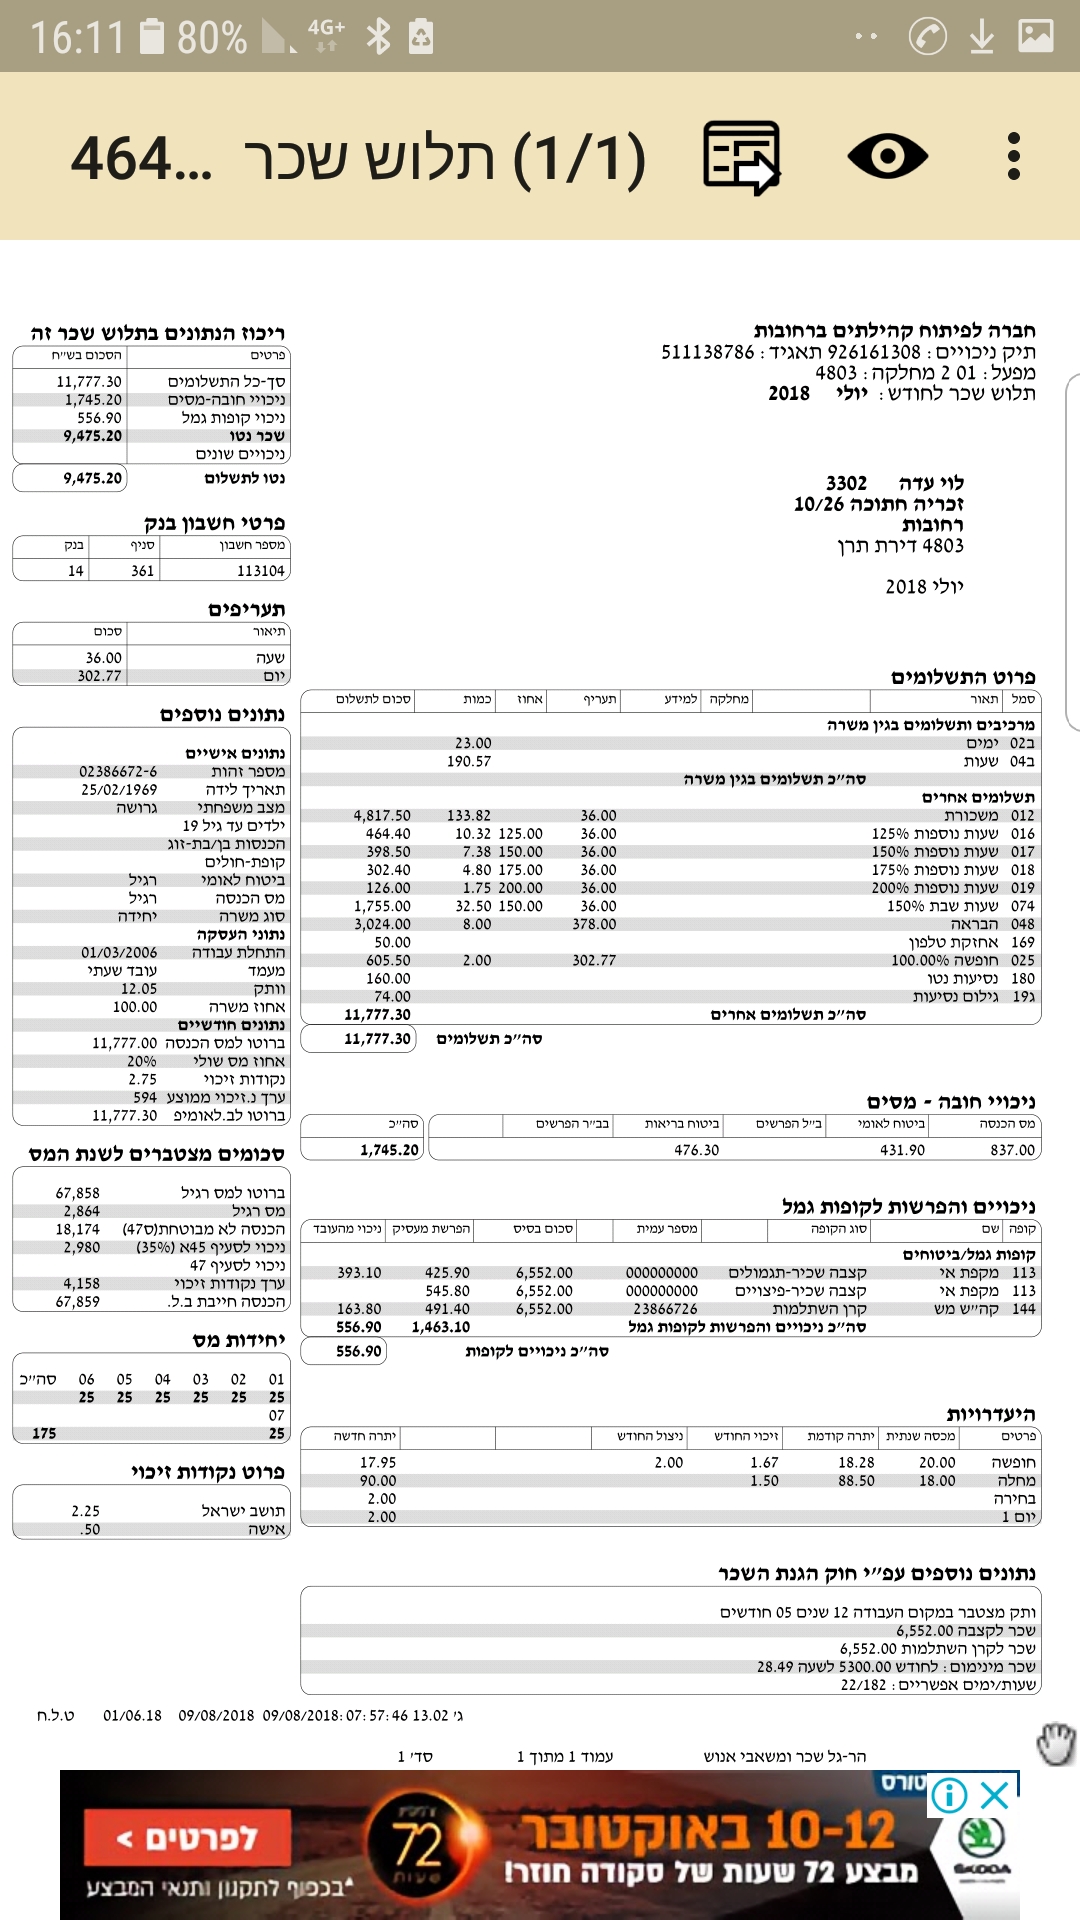 16:11 80% 4G+
464... תלוש שכר (1/1)
חברה לפיתוח קהילתים ברחובות
תיק ניכויים : 926161308 תאגיד : 511138786
מפעל : 01 2 מחלקה : 4803
תלוש שכר לחודש : יולי 2018
לוי עדה 3302
זכריה חתוכה 10/26
רחובות
4803 דירת תרן
יולי 2018
ריכוז הנתונים בתלוש שכר זה
פרטים הסכום בש״ח
סך-כל התשלומים 11,777.30
ניכויי חובה-מסים 1,745.20
ניכוי קופות גמל 556.90
שכר נטו 9,475.20
ניכויים שונים
נטו לתשלום 9,475.20
פרטי חשבון בנק
מספר חשבון סניף בנק
113104 361 14
תעריפים
תיאור סכום
שעה 36.00
יום 302.77
נתונים נוספים
נתונים אישיים
מספר זהות 02386672-6
תאריך לידה 25/02/1969
מצב משפחתי גרושה
ילדים עד גיל 19
הכנסות בן/בת-זוג
קופת-חולים
ביטוח לאומי רגיל
מס הכנסה רגיל
סוג משרה יחידה
נתוני העסקה
התחלת עבודה 01/03/2006
מעמד עובד שעתי
וותק 12.05
אחוז משרה 100.00
נתונים חודשיים
ברוטו למס הכנסה 11,777.00
אחוז מס שולי 20%
נקודות זיכוי 2.75
ערך נ.זיכוי ממוצע 594
ברוטו לב.לאומיפ 11,777.30
סכומים מצטברים לשנת המס
ברוטו למס רגיל 67,858
מס רגיל 2,864
הכנסה לא מבוטחת(ס47) 18,174
ניכוי לסעיף 45א (35%) 2,980
ניכוי לסעיף 47
ערך נקודות זיכוי 4,158
הכנסה חייבת ב.ל. 67,859
יחידות מס
01 02 03 04 05 06 סה״כ
25 25 25 25 25 25
07
25 175
פרוט נקודות זיכוי
תושב ישראל 2.25
אישה .50
פרוט התשלומים
סמל תאור מחלקה למידע תעריף אחוז כמות סכום לתשלום
מרכיבים ותשלומים בגין משרה
ב02 ימים 23.00
ב04 שעות 190.57
סה״כ תשלומים בגין משרה
תשלומים אחרים
012 משכורת 36.00 133.82 4,817.50
016 שעות נוספות 125% 36.00 125.00 10.32 464.40
017 שעות נוספות 150% 36.00 150.00 7.38 398.50
018 שעות נוספות 175% 36.00 175.00 4.80 302.40
019 שעות נוספות 200% 36.00 200.00 1.75 126.00
074 שעות שבת 150% 36.00 150.00 32.50 1,755.00
048 הבראה 378.00 8.00 3,024.00
169 אחזקת טלפון 50.00
025 חופשה 100.00% 302.77 2.00 605.50
180 נסיעות נטו 160.00
ג19 גילום נסיעות 74.00
סה״כ תשלומים אחרים 11,777.30
סה״כ תשלומים 11,777.30
ניכויי חובה - מסים
מס הכנסה ביטוח לאומי ב״ל הפרשים ביטוח בריאות בב״ר הפרשים סה״כ
837.00 431.90 476.30 1,745.20
ניכויים והפרשות לקופות גמל
קופה שם סוג הקופה מספר עמית סכום בסיס הפרשת מעסיק ניכוי מהעובד
קופות גמל/ביטוחים
113 מקפת אי קצבה שכיר-תגמולים 000000000 6,552.00 425.90 393.10
113 מקפת אי קצבה שכיר-פיצויים 000000000 6,552.00 545.80
144 קה״ש מש קרן השתלמות 23866726 6,552.00 491.40 163.80
סה״כ ניכויים והפרשות לקופות גמל 1,463.10 556.90
סה״כ ניכויים לקופות 556.90
היעדרויות
פרטים מכסה שנתית יתרה קודמת זיכוי החודש ניצול החודש יתרה חדשה
חופשה 20.00 18.28 1.67 2.00 17.95
מחלה 18.00 88.50 1.50 90.00
בחירה 2.00
יום 1 2.00
נתונים נוספים עפ״י חוק הגנת השכר
ותק מצטבר במקום העבודה 12 שנים 05 חודשים
שכר לקצבה 6,552.00
שכר לקרן השתלמות 6,552.00
שכר מינימום : לחודש 5300.00 לשעה 28.49
שעות/ימים אפשריים : 22/182
ג׳ 13.02 09/08/2018: 07: 57: 46 09/08/2018 01/06.18 ט.ל.ח
הר-גל שכר ומשאבי אנוש עמוד 1 מתוך 1 סד׳ 1
טורס
10-12 באוקטובר
מבצע 72 שעות של סקודה חוזר!
72
שעות
לפרטים >
*בכפוף לתקנון ותנאי המבצע
SKODA